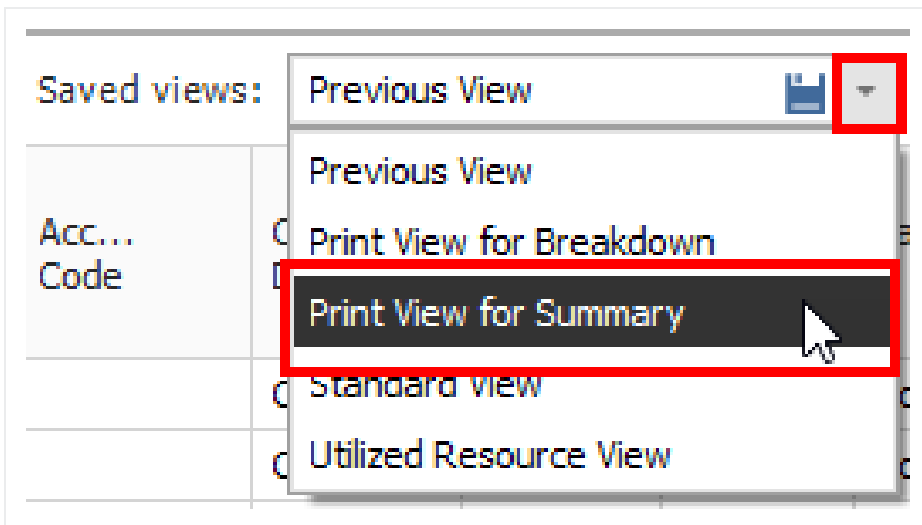 Saved views: Previous View
Previous View
Acc...
Print View for Breakdown
Code
Print View for Summary
Standard View
Utilized Resource View